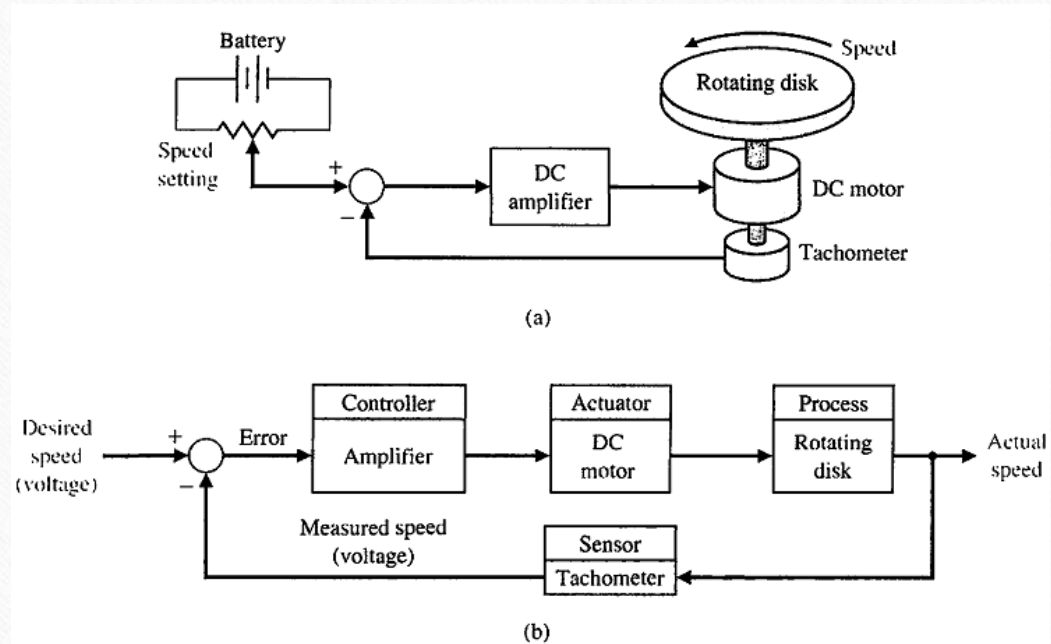 Battery
Speed
Rotating disk
Speed
setting
+
−
DC
amplifier
DC motor
Tachometer
(a)
Desired
speed
(voltage)
+
−
Error
Controller
Amplifier
Actuator
DC
motor
Process
Rotating
disk
Actual
speed
Measured speed
(voltage)
Sensor
Tachometer
(b)